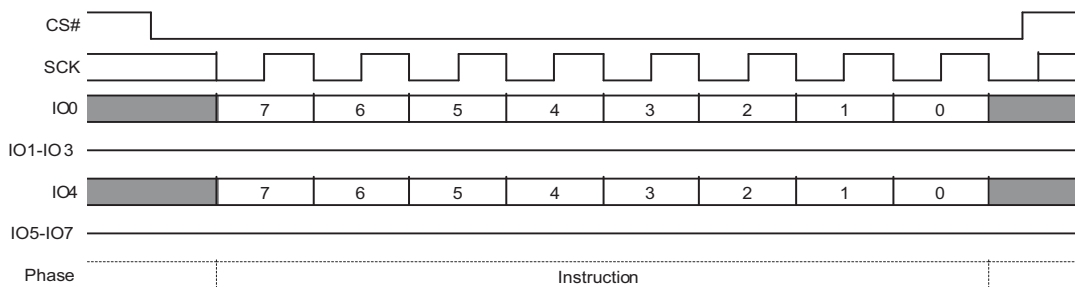 CS#
SCK
IO0 7 6 5 4 3 2 1 0
IO1-IO3
IO4 7 6 5 4 3 2 1 0
IO5-IO7
Phase Instruction